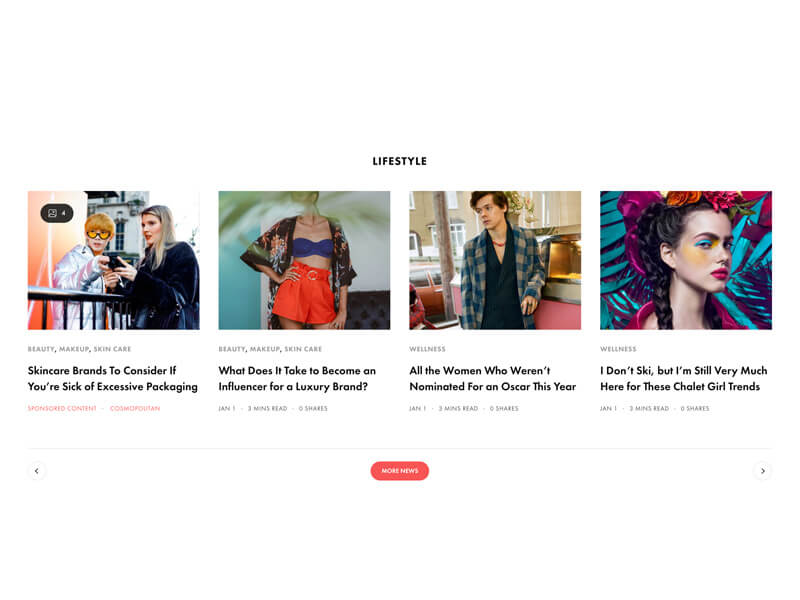 LIFESTYLE
4
BEAUTY, MAKEUP, SKIN CARE
Skincare Brands To Consider If
You're Sick of Excessive Packaging
SPONSORED CONTENT · COSMOPOLITAN
BEAUTY, MAKEUP, SKIN CARE
What Does It Take to Become an
Influencer for a Luxury Brand?
JAN 1 · 3 MINS READ · 0 SHARES
WELLNESS
All the Women Who Weren't
Nominated For an Oscar This Year
JAN 1 · 3 MINS READ · 0 SHARES
WELLNESS
I Don't Ski, but I'm Still Very Much
Here for These Chalet Girl Trends
JAN 1 · 3 MINS READ · 0 SHARES
MORE NEWS